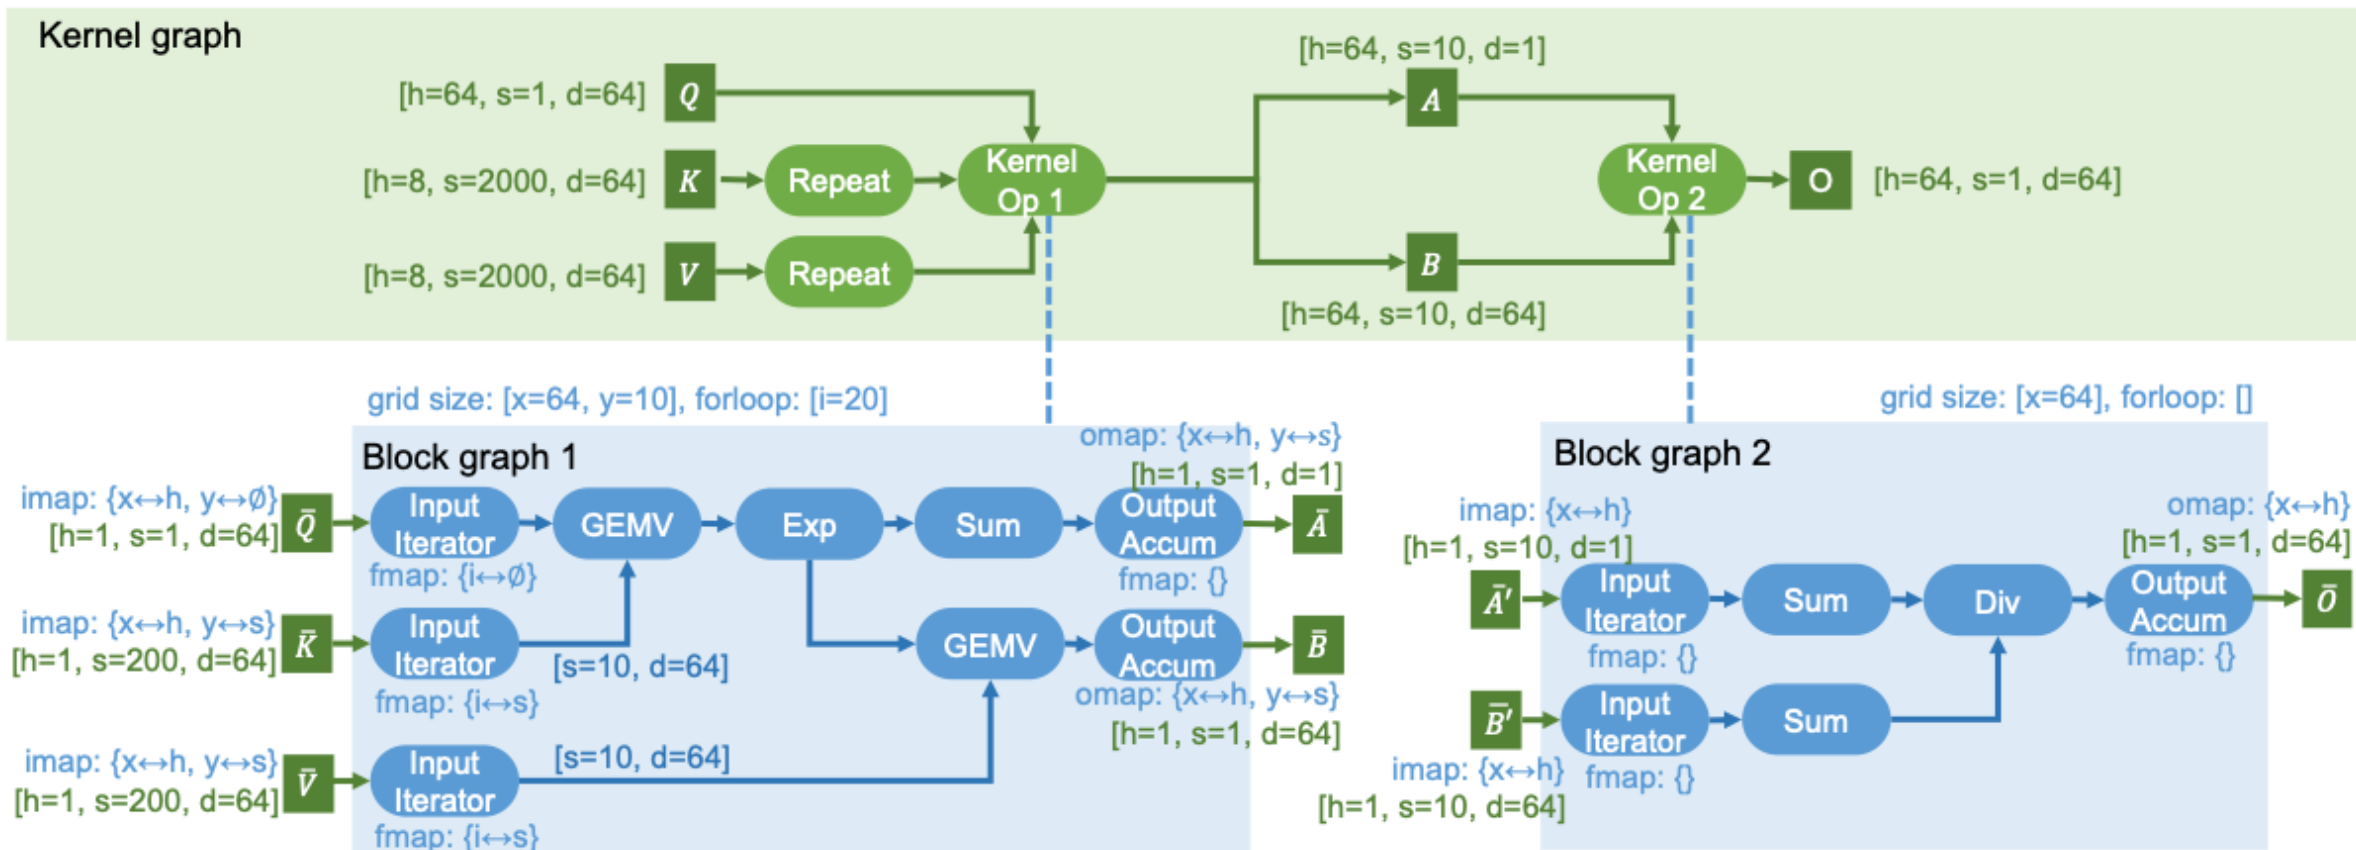 Kernel graph
[h=64, s=10, d=1]
[h=64, s=1, d=64] Q
A
[h=8, s=2000, d=64] K Repeat
Kernel
Op 1
Kernel
Op 2
O [h=64, s=1, d=64]
[h=8, s=2000, d=64] V Repeat
B
[h=64, s=10, d=64]
grid size: [x=64, y=10], forloop: [i=20]
Block graph 1
omap: {x↔h, y↔s}
[h=1, s=1, d=1]
imap: {x↔h, y↔∅}
[h=1, s=1, d=64]
Q̄
Input
Iterator
fmap: {i↔∅}
GEMV
Exp
Sum
Output
Accum
fmap: {}
Ā
imap: {x↔h, y↔s}
[h=1, s=200, d=64]
K̄
Input
Iterator
fmap: {i↔s}
[s=10, d=64]
GEMV
Output
Accum
B̄
omap: {x↔h, y↔s}
[h=1, s=1, d=64]
imap: {x↔h, y↔s}
[h=1, s=200, d=64]
V̄
Input
Iterator
fmap: {i↔s}
[s=10, d=64]
grid size: [x=64], forloop: []
Block graph 2
imap: {x↔h}
[h=1, s=10, d=1]
Ā′
Input
Iterator
fmap: {}
Sum
Div
omap: {x↔h}
[h=1, s=1, d=64]
Output
Accum
fmap: {}
Ō
B̄′
Input
Iterator
fmap: {}
Sum
imap: {x↔h}
[h=1, s=10, d=64]